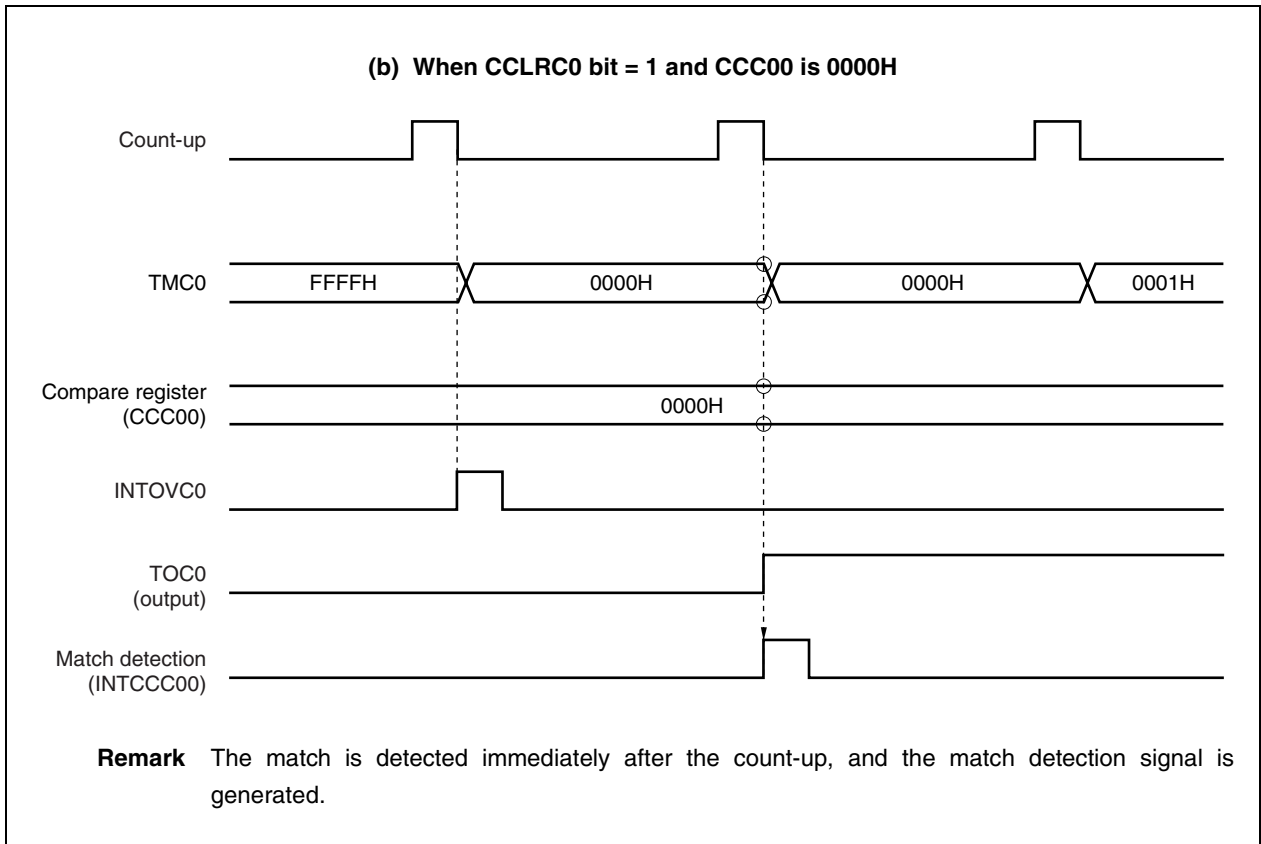 (b) When CCLRC0 bit = 1 and CCC00 is 0000H
Count-up
TMC0
FFFFH
0000H
0000H
0001H
Compare register
(CCC00)
0000H
INTOVC0
TOC0
(output)
Match detection
(INTCCC00)
Remark The match is detected immediately after the count-up, and the match detection signal is
generated.